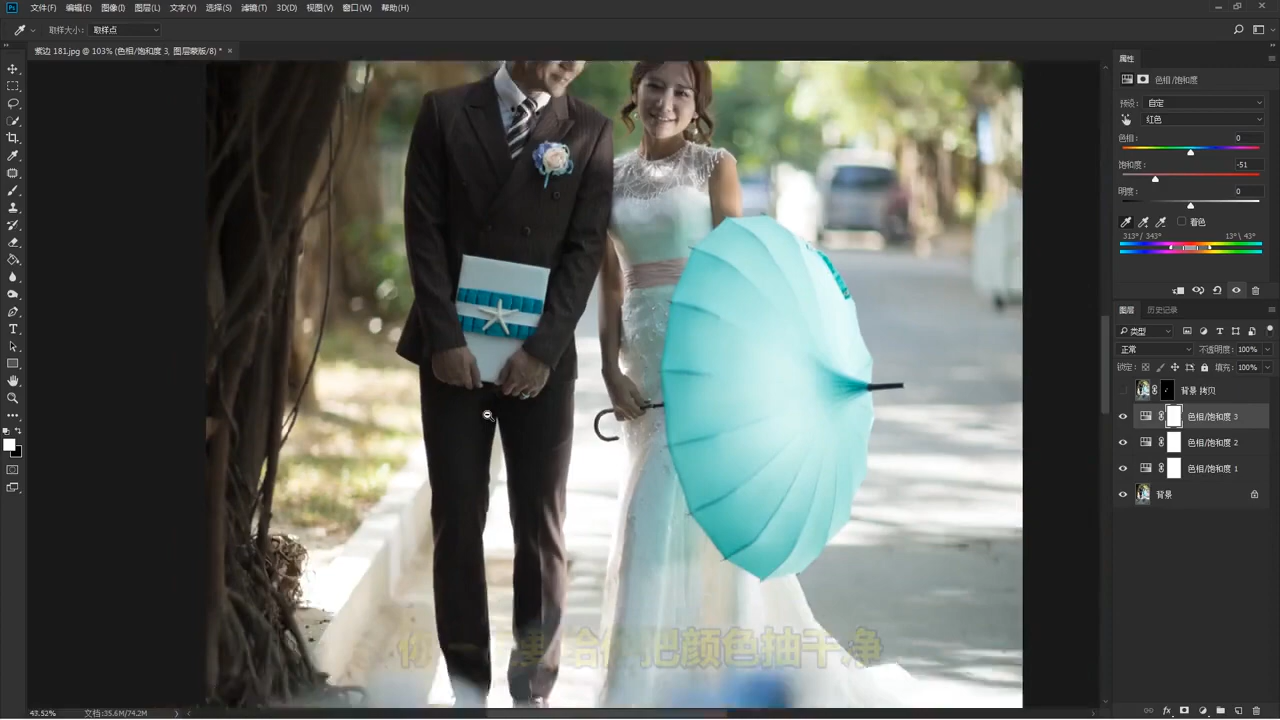 文件(F) 编辑(E) 图像(I) 图层(L) 文字(Y) 选择(S) 滤镜(T) 3D(D) 视图(V) 窗口(W) 帮助(H)
取样大小: 取样点
紫边 181.jpg @ 103% (色相/饱和度 3, 图层蒙版/8) * ×
属性
色相/饱和度
预设: 自定
红色
色相: 0
饱和度: -51
明度: 0
着色
313°/ 343° 13°\ 43°
图层 历史记录
类型
正常 不透明度: 100%
锁定: 填充: 100%
背景 拷贝
色相/饱和度 3
色相/饱和度 2
色相/饱和度 1
背景
把颜色抽干净
43.52% 文档:35.6M/74.2M